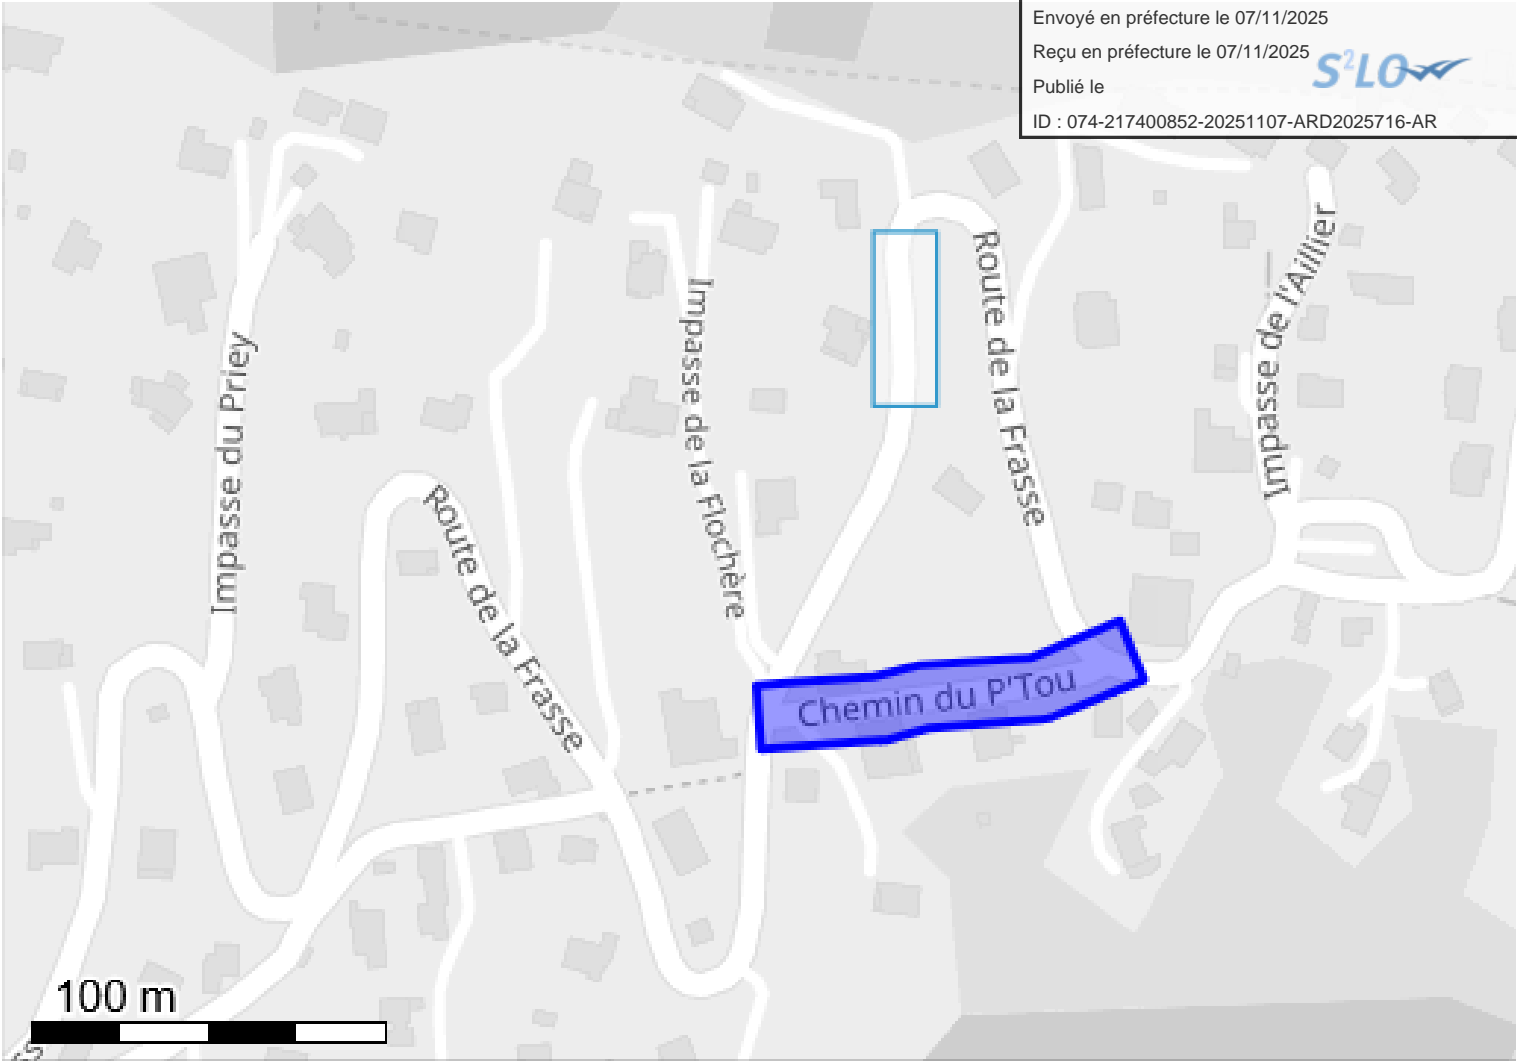 Envoyé en préfecture le 07/11/2025
Reçu en préfecture le 07/11/2025
S²LO
Publié le
ID : 074-217400852-20251107-ARD2025716-AR
Impasse du Priey
Route de la Frasse
Impasse de la Flochère
Route de la Frasse
Impasse de l'Aillier
Chemin du P'Tou
100 m